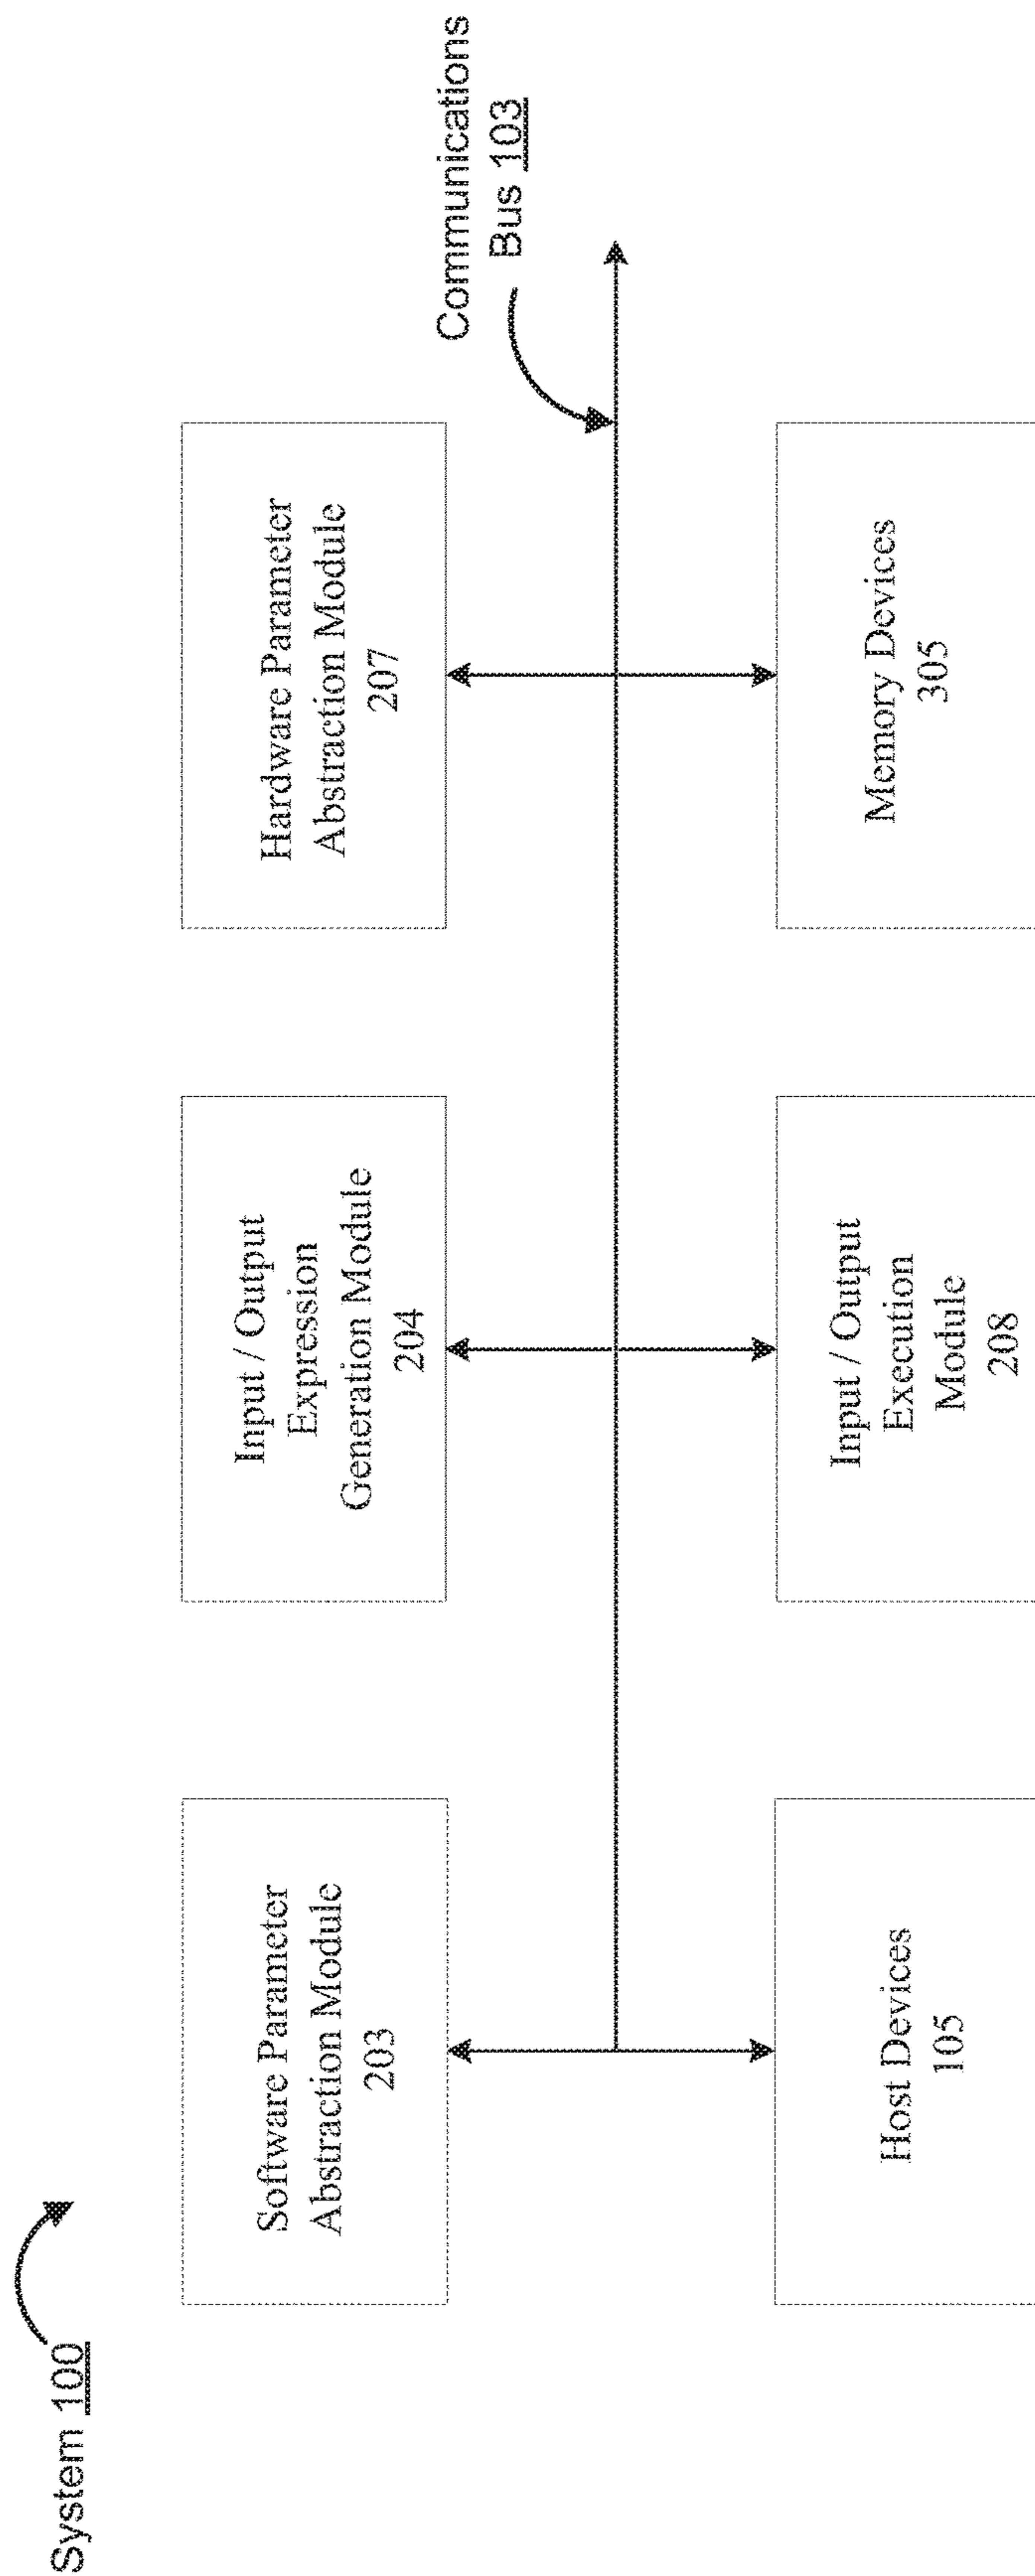 System 100
Communications
Bus 103
Software Parameter
Abstraction Module
203
Input / Output
Expression
Generation Module
204
Hardware Parameter
Abstraction Module
207
Host Devices
105
Input / Output
Execution
Module
208
Memory Devices
305